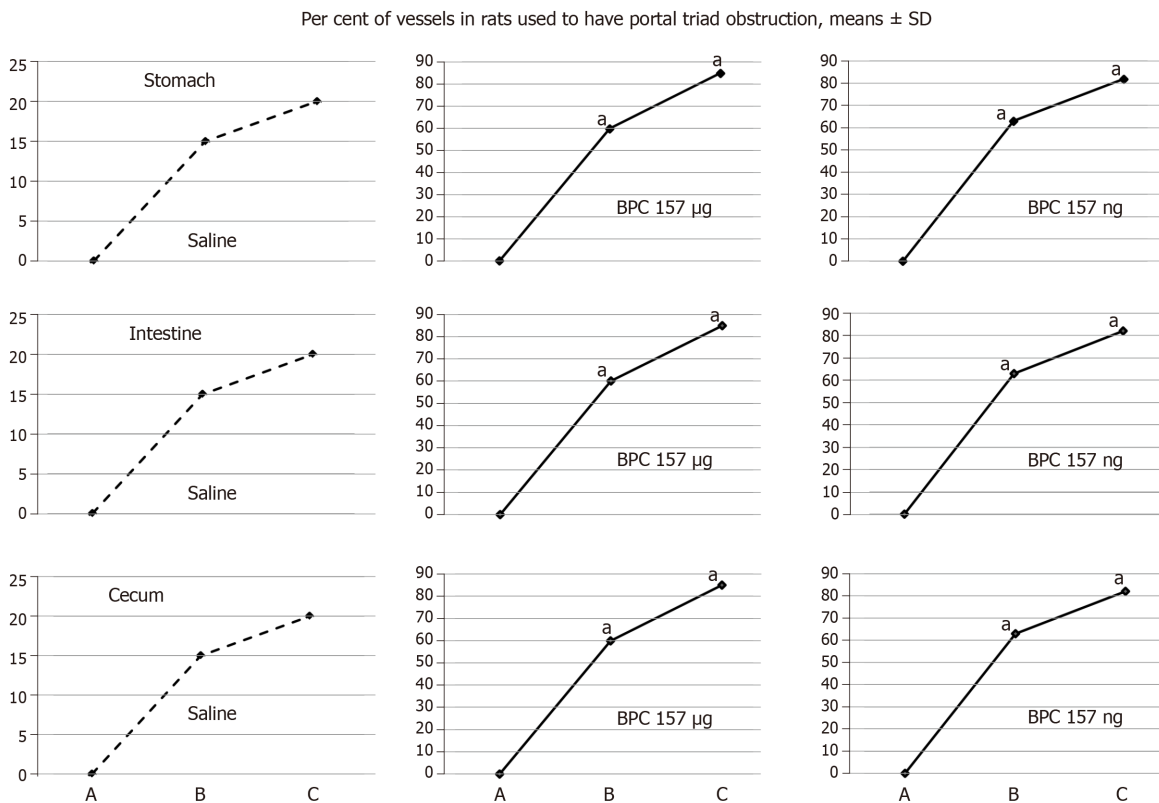 Per cent of vessels in rats used to have portal triad obstruction, means ± SD
25
20
15
10
5
0
Stomach
Saline
90
80
70
60
50
40
30
20
10
0
a
a
BPC 157 µg
90
80
70
60
50
40
30
20
10
0
a
a
BPC 157 ng
25
20
15
10
5
0
Intestine
Saline
90
80
70
60
50
40
30
20
10
0
a
a
BPC 157 µg
90
80
70
60
50
40
30
20
10
0
a
a
BPC 157 ng
25
20
15
10
5
0
Cecum
Saline
A B C
90
80
70
60
50
40
30
20
10
0
a
a
BPC 157 µg
A B C
90
80
70
60
50
40
30
20
10
0
a
a
BPC 157 ng
A B C